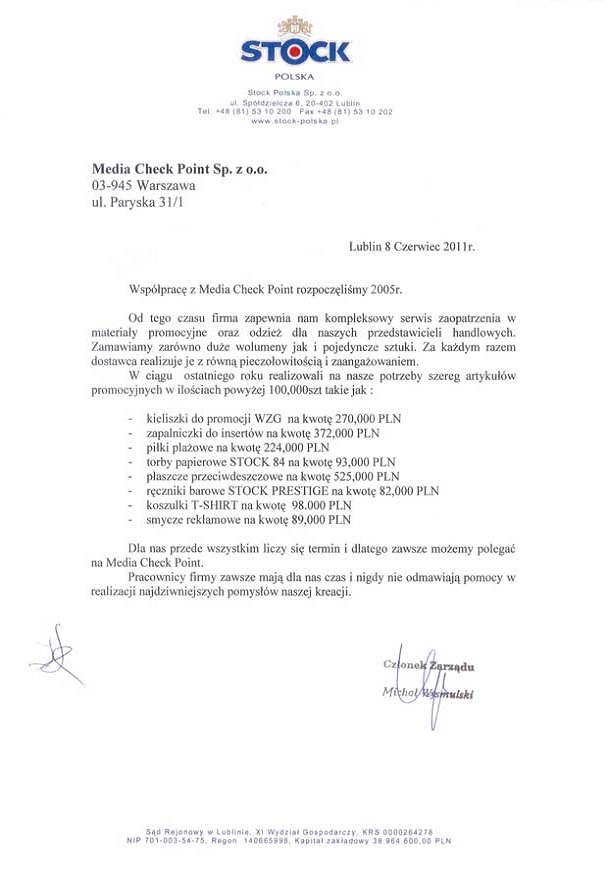 STOCK
POLSKA
Stock Polska Sp. z o.o.
ul. Spółdzielcza 6, 20-402 Lublin
Tel. +48 (81) 53 10 200 Fax +48 (81) 53 10 202
www.stock-polska.pl
Media Check Point Sp. z o.o.
03-945 Warszawa
ul. Paryska 31/1
Lublin 8 Czerwiec 2011r.
Współpracę z Media Check Point rozpoczęliśmy 2005r.
Od tego czasu firma zapewnia nam kompleksowy serwis zaopatrzenia w
materiały promocyjne oraz odzież dla naszych przedstawicieli handlowych.
Zamawiamy zarówno duże wolumeny jak i pojedyncze sztuki. Za każdym razem
dostawca realizuje je z równą pieczołowitością i zaangażowaniem.
W ciągu ostatniego roku realizowali na nasze potrzeby szereg artykułów
promocyjnych w ilościach powyżej 100,000szt takie jak :
- kieliszki do promocji WZG na kwotę 270,000 PLN
- zapalniczki do insertów na kwotę 372,000 PLN
- piłki plażowe na kwotę 224,000 PLN
- torby papierowe STOCK 84 na kwotę 93,000 PLN
- płaszcze przeciwdeszczowe na kwotę 525,000 PLN
- ręczniki barowe STOCK PRESTIGE na kwotę 82,000 PLN
- koszulki T-SHIRT na kwotę 98.000 PLN
- smycze reklamowe na kwotę 89,000 PLN
Dla nas przede wszystkim liczy się termin i dlatego zawsze możemy polegać
na Media Check Point.
Pracownicy firmy zawsze mają dla nas czas i nigdy nie odmawiają pomocy w
realizacji najdziwniejszych pomysłów naszej kreacji.
Członek Zarządu
Michał Wysmulski
Sąd Rejonowy w Lublinie, XI Wydział Gospodarczy, KRS 0000264278
NIP 701-003-54-75, Regon 140665998, Kapitał zakładowy 38 964 600,00 PLN